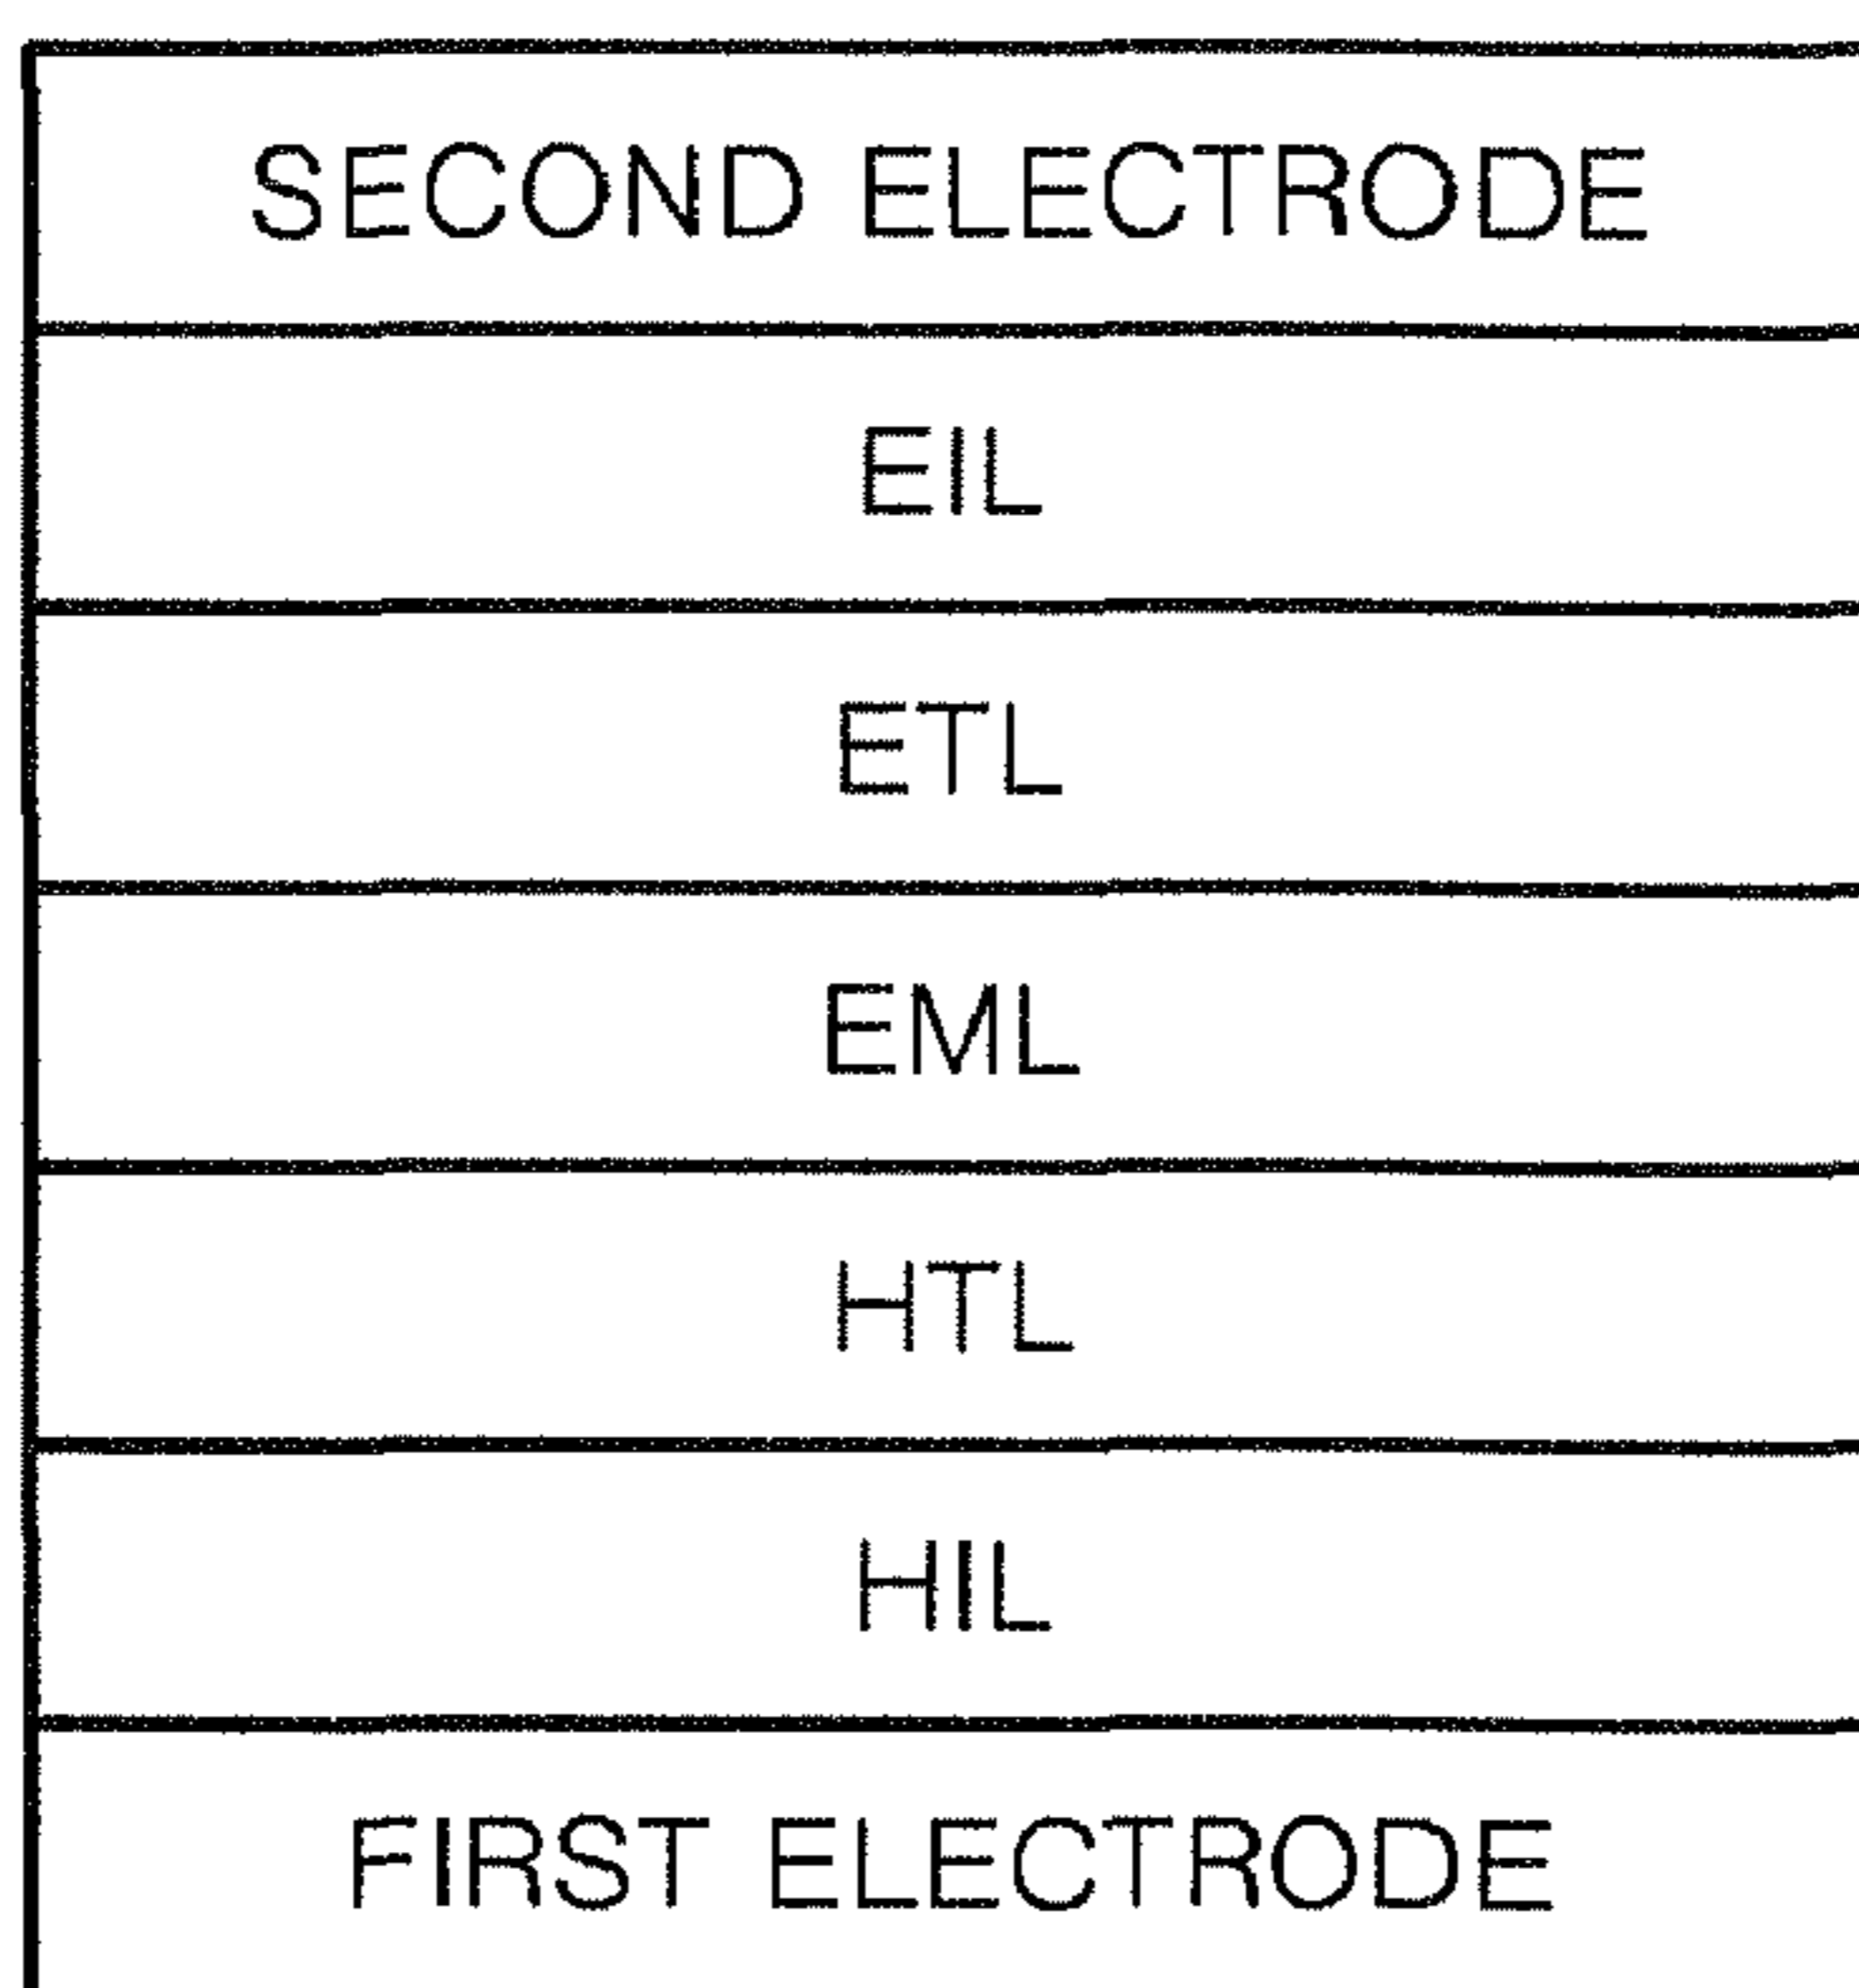 SECOND ELECTRODE
EIL
ETL
EML
HTL
HIL
FIRST ELECTRODE